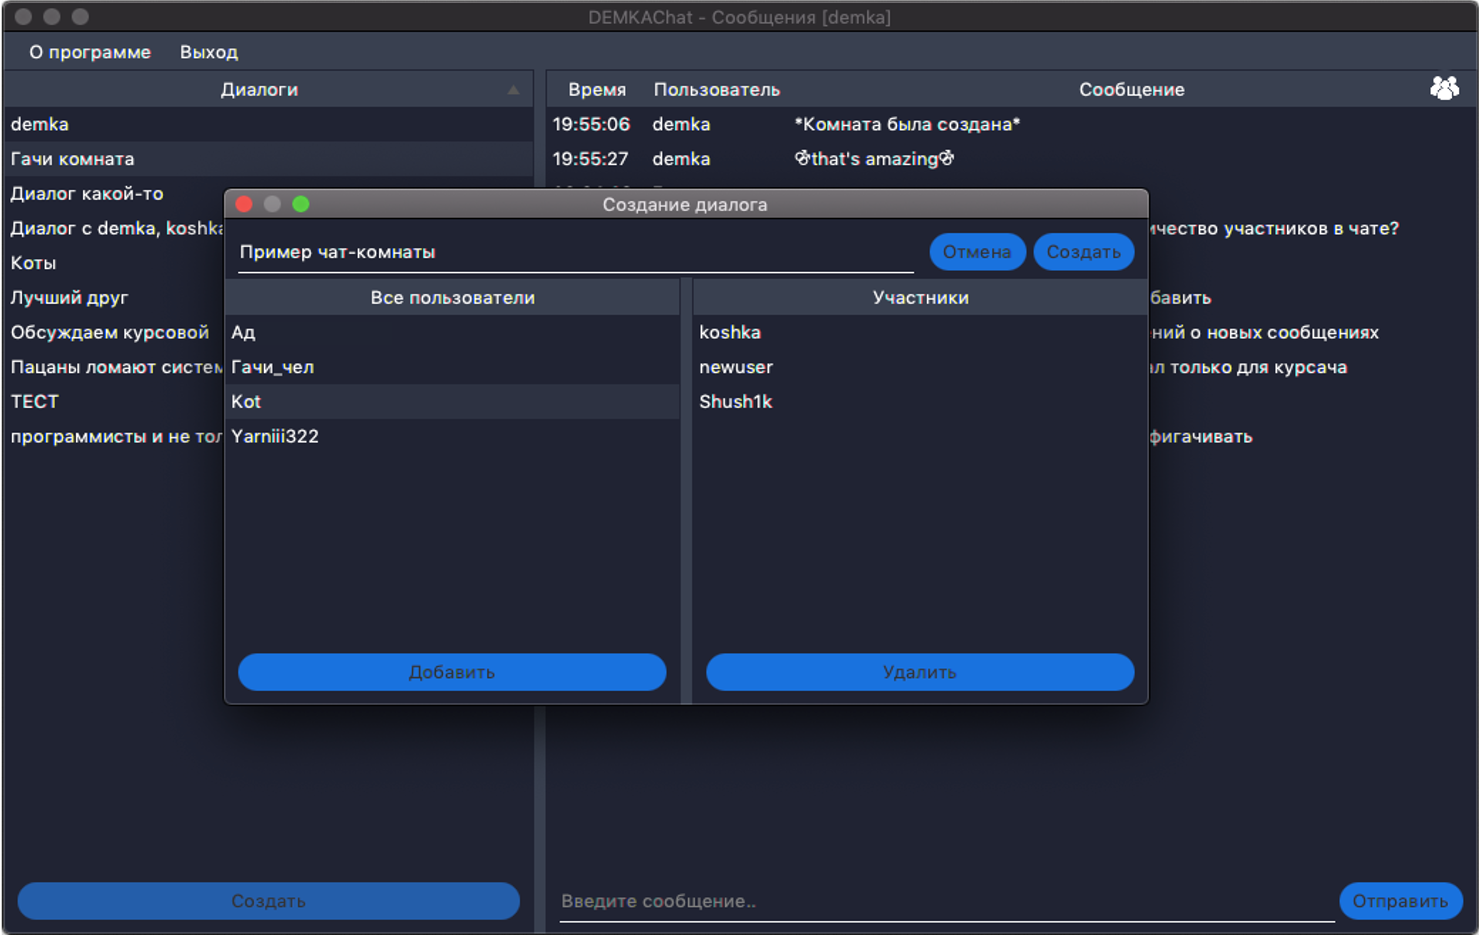 DEMKAChat - Сообщения [demka]
О программе Выход
Диалоги
demka
Гачи комната
Диалог какой-то
Диалог с demka, koshka
Коты
Лучший друг
Обсуждаем курсовой
Пацаны ломают систем
ТЕСТ
программисты и не тол
Создать
Время Пользователь Сообщение
19:55:06 demka *Комната была создана*
19:55:27 demka ⚣that's amazing⚣
ичество участников в чате?
бавить
ний о новых сообщениях
ал только для курсача
фигачивать
Введите сообщение..
Отправить
Создание диалога
Пример чат-комнаты
Отмена Создать
Все пользователи
Ад
Гачи_чел
Kot
Yarniii322
Добавить
Участники
koshka
newuser
Shush1k
Удалить